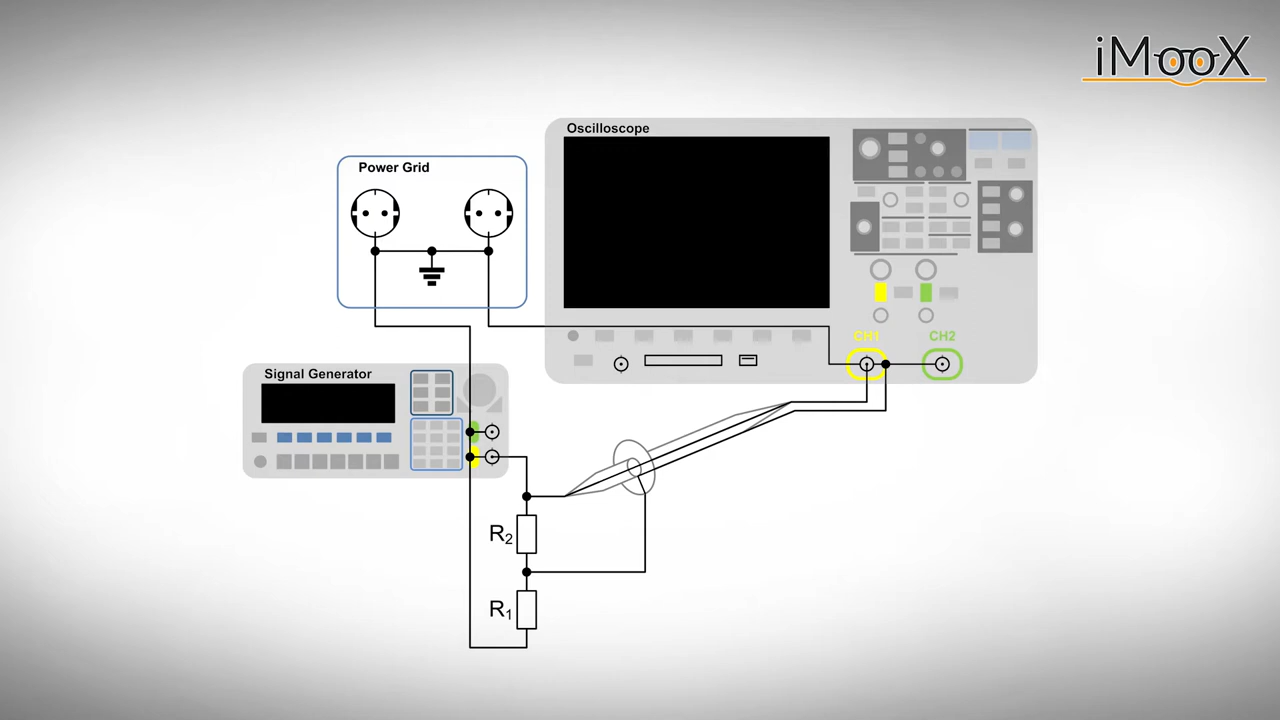 iMooX
Oscilloscope
Power Grid
CH1
CH2
Signal Generator
R₂
R₁